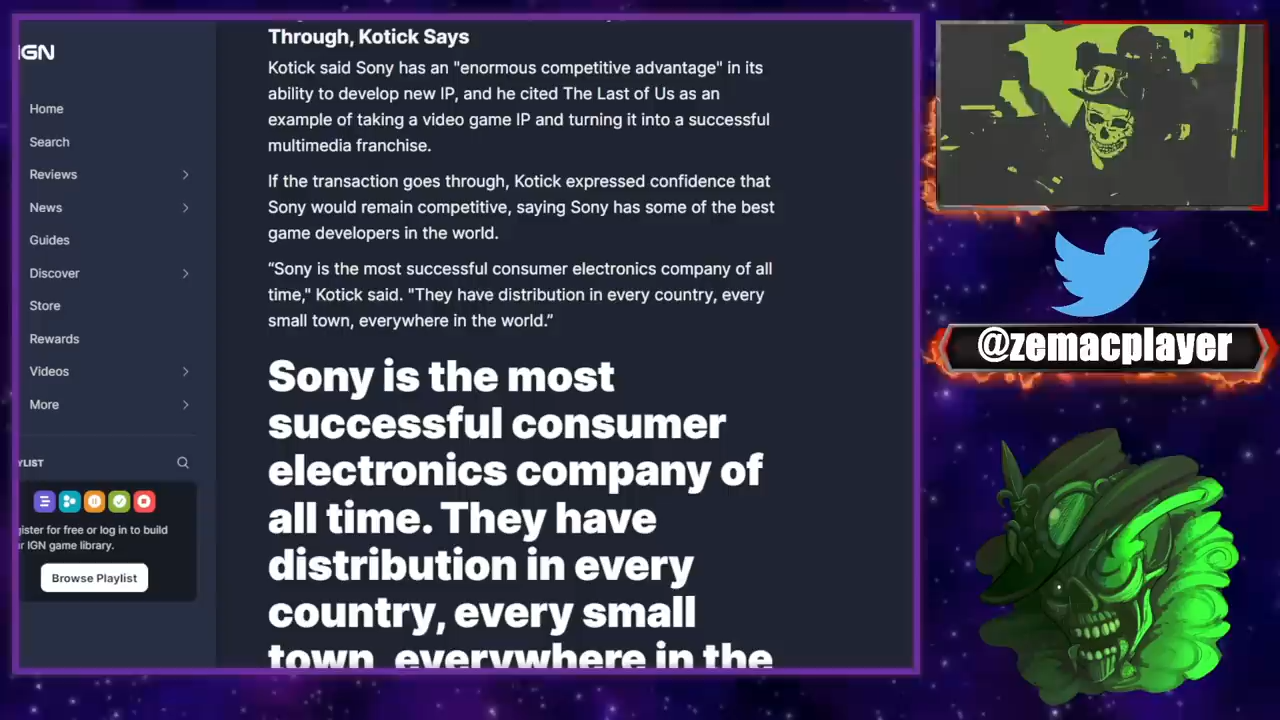 IGN
Home
Search
Reviews
News
Guides
Discover
Store
Rewards
Videos
More
YLIST
gister for free or log in to build
ur IGN game library.
Browse Playlist
Through, Kotick Says
Kotick said Sony has an "enormous competitive advantage" in its
ability to develop new IP, and he cited The Last of Us as an
example of taking a video game IP and turning it into a successful
multimedia franchise.
If the transaction goes through, Kotick expressed confidence that
Sony would remain competitive, saying Sony has some of the best
game developers in the world.
“Sony is the most successful consumer electronics company of all
time," Kotick said. "They have distribution in every country, every
small town, everywhere in the world.”
Sony is the most
successful consumer
electronics company of
all time. They have
distribution in every
country, every small
town, everywhere in the
@zemacplayer